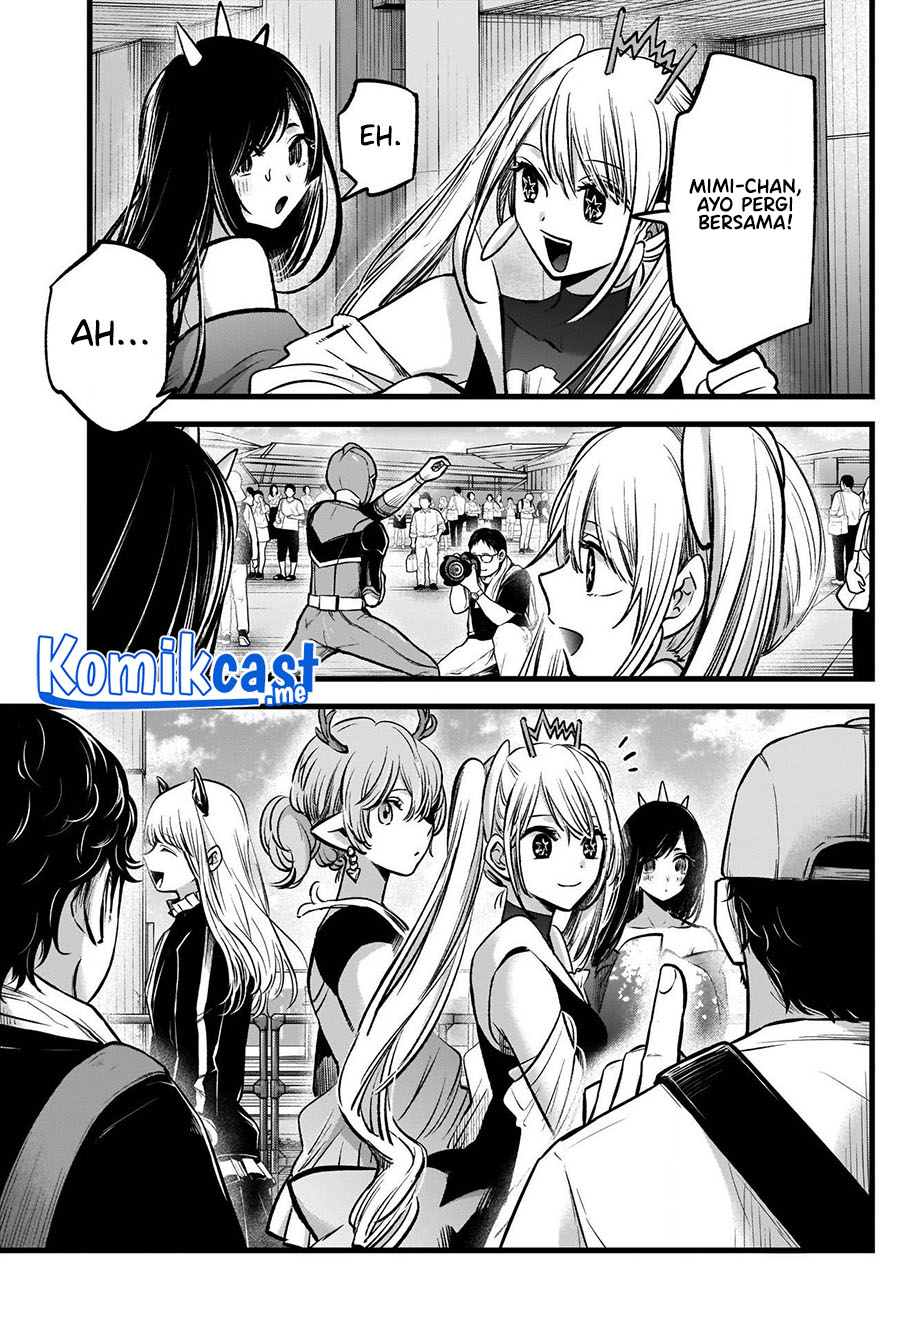 MIMI-CHAN,
AYO PERGI
BERSAMA!
EH.
AH...
Komikcast
.me